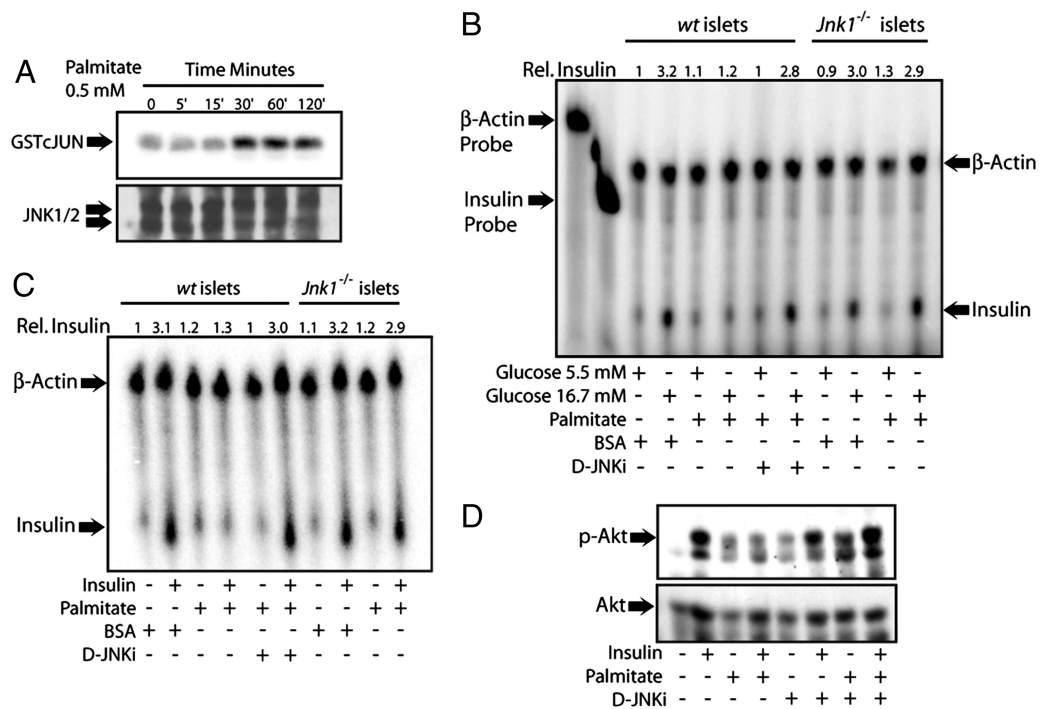 A
Palmitate
0.5 mM
Time Minutes
0 5' 15' 30' 60' 120'
GSTcJUN
JNK1/2
B
wt islets Jnk1-/- islets
Rel. Insulin 1 3.2 1.1 1.2 1 2.8 0.9 3.0 1.3 2.9
β-Actin
Probe
Insulin
Probe
β-Actin
Insulin
Glucose 5.5 mM + - + - + - + - + -
Glucose 16.7 mM - + - + - + - + - +
Palmitate - - + + + + - - + +
BSA + + - - - - + + - -
D-JNKi - - - - + + - - - -
C
wt islets Jnk1-/- islets
Rel. Insulin 1 3.1 1.2 1.3 1 3.0 1.1 3.2 1.2 2.9
β-Actin
Insulin
Insulin - + - + - + - + - +
Palmitate - - + + + + - - + +
BSA + + - - - - + + - -
D-JNKi - - - - + + - - - -
D
p-Akt
Akt
Insulin - + - + - + - +
Palmitate - - + + - - + +
D-JNKi - - - - + + + +